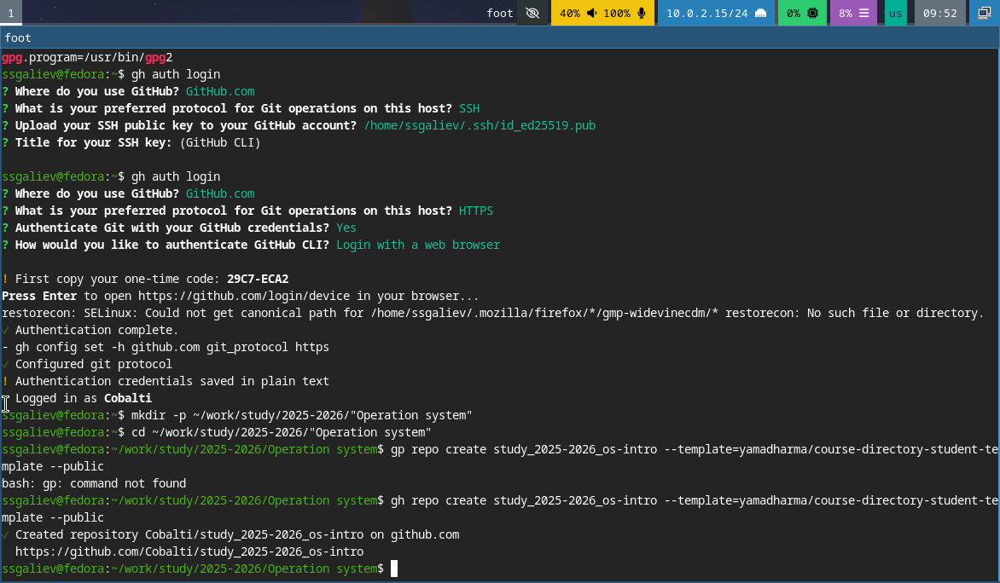 1 foot 40% 100% 10.0.2.15/24 0% 8% us 09:52
foot
gpg.program=/usr/bin/gpg2
ssgaliev@fedora:~$ gh auth login
? Where do you use GitHub? GitHub.com
? What is your preferred protocol for Git operations on this host? SSH
? Upload your SSH public key to your GitHub account? /home/ssgaliev/.ssh/id_ed25519.pub
? Title for your SSH key: (GitHub CLI)
ssgaliev@fedora:~$ gh auth login
? Where do you use GitHub? GitHub.com
? What is your preferred protocol for Git operations on this host? HTTPS
? Authenticate Git with your GitHub credentials? Yes
? How would you like to authenticate GitHub CLI? Login with a web browser
! First copy your one-time code: 29C7-ECA2
Press Enter to open https://github.com/login/device in your browser...
restorecon: SELinux: Could not get canonical path for /home/ssgaliev/.mozilla/firefox/*/gmp-widevinecdm/* restorecon: No such file or directory.
✓ Authentication complete.
- gh config set -h github.com git_protocol https
✓ Configured git protocol
! Authentication credentials saved in plain text
Logged in as Cobalti
ssgaliev@fedora:~$ mkdir -p ~/work/study/2025-2026/"Operation system"
ssgaliev@fedora:~$ cd ~/work/study/2025-2026/"Operation system"
ssgaliev@fedora:~/work/study/2025-2026/Operation system$ gp repo create study_2025-2026_os-intro --template=yamadharma/course-directory-student-te
mplate --public
bash: gp: command not found
ssgaliev@fedora:~/work/study/2025-2026/Operation system$ gh repo create study_2025-2026_os-intro --template=yamadharma/course-directory-student-te
mplate --public
✓ Created repository Cobalti/study_2025-2026_os-intro on github.com
https://github.com/Cobalti/study_2025-2026_os-intro
ssgaliev@fedora:~/work/study/2025-2026/Operation system$